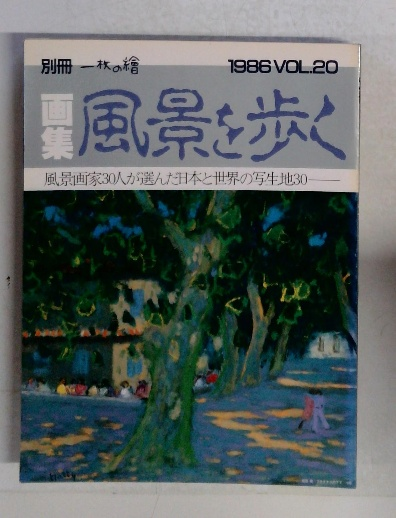 別冊 一枚の繪 1986 VOL.20
画集 風景を歩く
風景画家30人が選んだ日本と世界の写生地30——